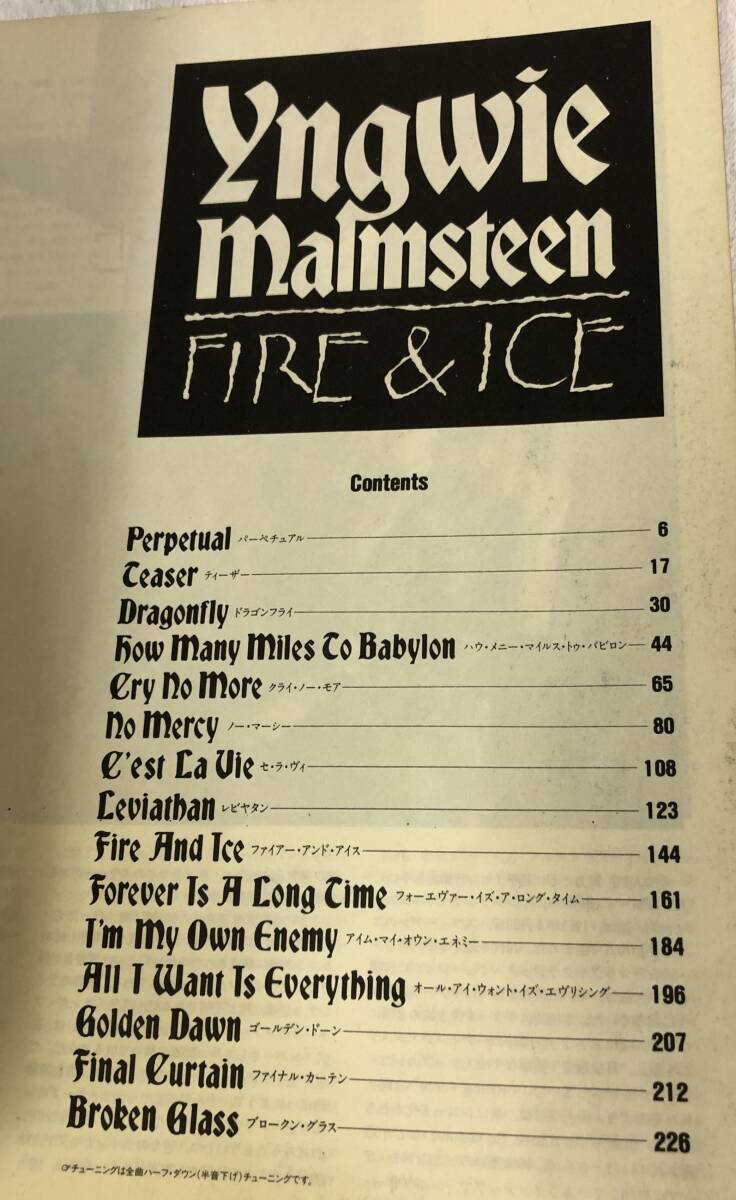 Yngwie
Malmsteen
FIRE & ICE
Contents
Perpetual パーペチュアル 6
Teaser ティーザー 17
Dragonfly ドラゴンフライ 30
How Many Miles To Babylon ハウ・メニー・マイルス・トゥ・バビロン 44
Cry No More クライ・ノー・モア 65
No Mercy ノー・マーシー 80
C'est La Vie セ・ラ・ヴィ 108
Leviathan レビヤタン 123
Fire And Ice ファイアー・アンド・アイス 144
Forever Is A Long Time フォーエヴァー・イズ・ア・ロング・タイム 161
I'm My Own Enemy アイム・マイ・オウン・エネミー 184
All I Want Is Everything オール・アイ・ウォント・イズ・エヴリシング 196
Golden Dawn ゴールデン・ドーン 207
Final Curtain ファイナル・カーテン 212
Broken Glass ブロークン・グラス 226
☞チューニングは全曲ハーフ・ダウン(半音下げ)チューニングです。